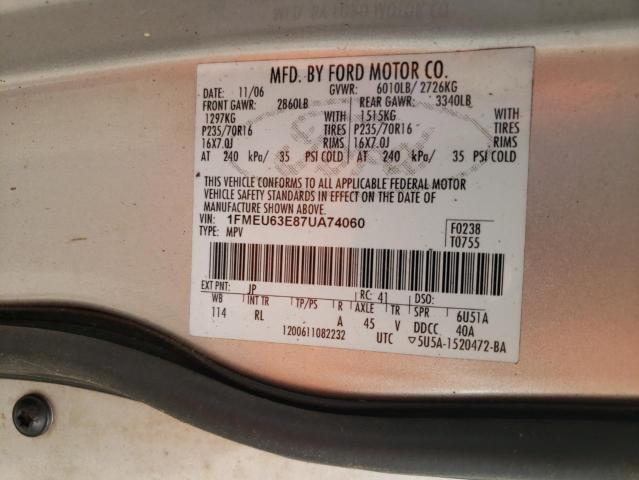 MFD. BY FORD MOTOR CO.
DATE: 11/06 GVWR: 6010LB/ 2726KG
FRONT GAWR: 2860LB REAR GAWR: 3340LB
1297KG WITH 1515KG WITH
P235/70R16 TIRES P235/70R16 TIRES
16X7.0J RIMS 16X7.0J RIMS
AT 240 kPa/ 35 PSI COLD AT 240 kPa/ 35 PSI COLD
THIS VEHICLE CONFORMS TO ALL APPLICABLE FEDERAL MOTOR
VEHICLE SAFETY STANDARDS IN EFFECT ON THE DATE OF
MANUFACTURE SHOWN ABOVE.
VIN: 1FMEU63E87UA74060 F0238
TYPE: MPV T0755
EXT PNT: JP RC: 41 DSO:
WB INT TR TP/PS R AXLE TR SPR 6U51A
114 RL A 45 V DDCC 40A
1200611082232 UTC ▽5U5A-1520472-BA